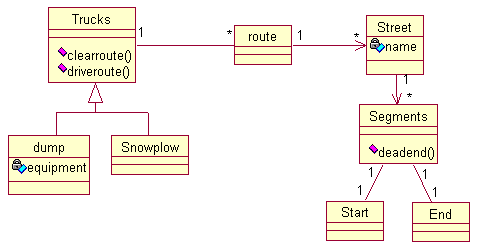 Trucks
clearroute()
driveroute()
1
*
route
1
*
Street
name
1
*
Segments
deadend()
dump
equipment
Snowplow
1
1
1
1
Start
End